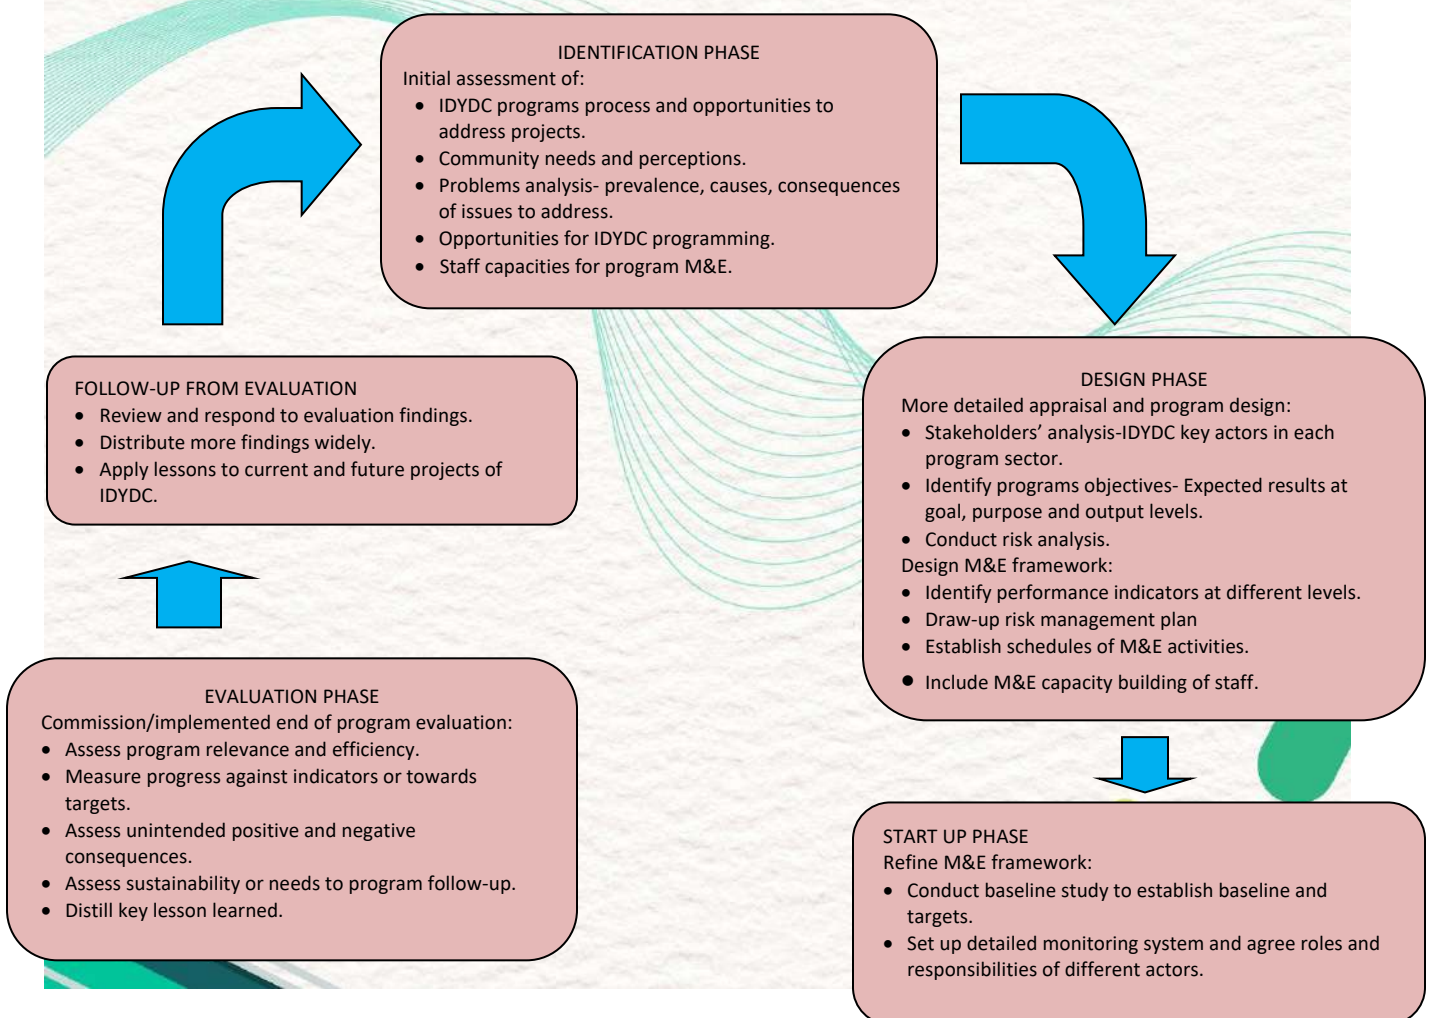 IDENTIFICATION PHASE
Initial assessment of:
• IDYDC programs process and opportunities to
address projects.
• Community needs and perceptions.
• Problems analysis- prevalence, causes, consequences
of issues to address.
• Opportunities for IDYDC programming.
• Staff capacities for program M&E.
DESIGN PHASE
More detailed appraisal and program design:
• Stakeholders’ analysis-IDYDC key actors in each
program sector.
• Identify programs objectives- Expected results at
goal, purpose and output levels.
• Conduct risk analysis.
Design M&E framework:
• Identify performance indicators at different levels.
• Draw-up risk management plan
• Establish schedules of M&E activities.
• Include M&E capacity building of staff.
START UP PHASE
Refine M&E framework:
• Conduct baseline study to establish baseline and
targets.
• Set up detailed monitoring system and agree roles and
responsibilities of different actors.
EVALUATION PHASE
Commission/implemented end of program evaluation:
• Assess program relevance and efficiency.
• Measure progress against indicators or towards
targets.
• Assess unintended positive and negative
consequences.
• Assess sustainability or needs to program follow-up.
• Distill key lesson learned.
FOLLOW-UP FROM EVALUATION
• Review and respond to evaluation findings.
• Distribute more findings widely.
• Apply lessons to current and future projects of
IDYDC.